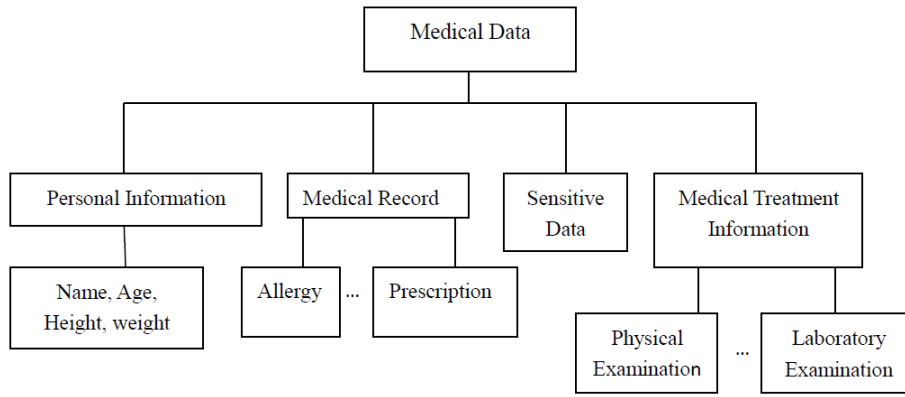 Medical Data
Personal Information
Medical Record
Sensitive
Data
Medical Treatment
Information
Name, Age,
Height, weight
Allergy
...
Prescription
Physical
Examination
...
Laboratory
Examination